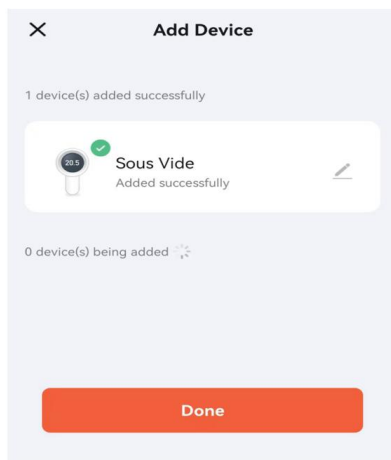 Add Device
1 device(s) added successfully
20.5
Sous Vide
Added successfully
0 device(s) being added
Done